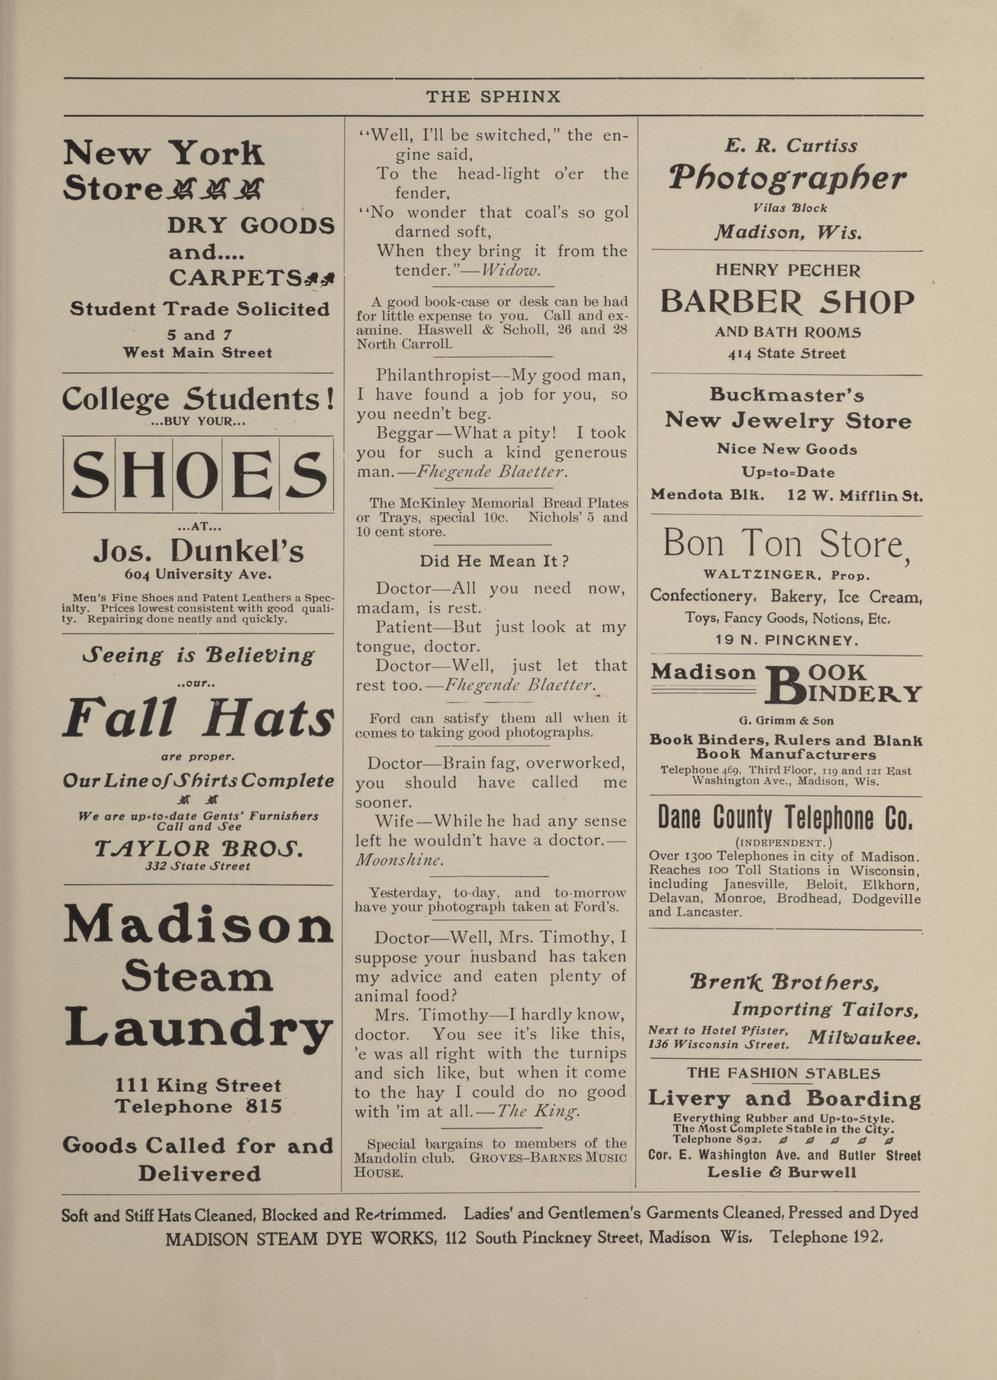 THE SPHINX
New York
Store
DRY GOODS
and....
CARPETS
Student Trade Solicited
5 and 7
West Main Street
College Students!
...BUY YOUR...
SHOES
...AT...
Jos. Dunkel's
604 University Ave.
Men's Fine Shoes and Patent Leathers a Spec-
ialty. Prices lowest consistent with good quali-
ty. Repairing done neatly and quickly.
Seeing is Believing
..our..
Fall Hats
are proper.
Our Line of Shirts Complete
We are up=to=date Gents' Furnishers
Call and See
TAYLOR BROS.
332 State Street
Madison
Steam
Laundry
111 King Street
Telephone 815
Goods Called for and
Delivered
"Well, I'll be switched," the en-
gine said,
To the head-light o'er the
fender,
"No wonder that coal's so gol
darned soft,
When they bring it from the
tender."—Widow.
A good book-case or desk can be had
for little expense to you. Call and ex-
amine. Haswell & Scholl, 26 and 28
North Carroll.
Philanthropist—My good man,
I have found a job for you, so
you needn't beg.
Beggar—What a pity! I took
you for such a kind generous
man.—Fhegende Blaetter.
The McKinley Memorial Bread Plates
or Trays, special 10c. Nichols' 5 and
10 cent store.
Did He Mean It?
Doctor—All you need now,
madam, is rest.
Patient—But just look at my
tongue, doctor.
Doctor—Well, just let that
rest too.—Fhegende Blaetter.
Ford can satisfy them all when it
comes to taking good photographs.
Doctor—Brain fag, overworked,
you should have called me
sooner.
Wife—While he had any sense
left he wouldn't have a doctor.—
Moonshine.
Yesterday, to-day, and to-morrow
have your photograph taken at Ford's.
Doctor—Well, Mrs. Timothy, I
suppose your husband has taken
my advice and eaten plenty of
animal food?
Mrs. Timothy—I hardly know,
doctor. You see it's like this,
'e was all right with the turnips
and sich like, but when it come
to the hay I could do no good
with 'im at all.—The King.
Special bargains to members of the
Mandolin club. GROVES-BARNES MUSIC
HOUSE.
E. R. Curtiss
Photographer
Vilas Block
Madison, Wis.
HENRY PECHER
BARBER SHOP
AND BATH ROOMS
414 State Street
Buckmaster's
New Jewelry Store
Nice New Goods
Up=to=Date
Mendota Blk. 12 W. Mifflin St.
Bon Ton Store,
WALTZINGER, Prop.
Confectionery, Bakery, Ice Cream,
Toys, Fancy Goods, Notions, Etc.
19 N. PINCKNEY.
Madison BOOK
BINDERY
G. Grimm & Son
Book Binders, Rulers and Blank
Book Manufacturers
Telephone 469. Third Floor, 119 and 121 East
Washington Ave., Madison, Wis.
Dane County Telephone Co.
(INDEPENDENT.)
Over 1300 Telephones in city of Madison.
Reaches 100 Toll Stations in Wisconsin,
including Janesville, Beloit, Elkhorn,
Delavan, Monroe, Brodhead, Dodgeville
and Lancaster.
Brenk Brothers,
Importing Tailors,
Next to Hotel Pfister,
136 Wisconsin Street. Milwaukee.
THE FASHION STABLES
Livery and Boarding
Everything Rubber and Up=to=Style.
The Most Complete Stable in the City.
Telephone 892.
Cor. E. Washington Ave. and Butler Street
Leslie & Burwell
Soft and Stiff Hats Cleaned, Blocked and Re-trimmed. Ladies' and Gentlemen's Garments Cleaned, Pressed and Dyed
MADISON STEAM DYE WORKS, 112 South Pinckney Street, Madison Wis. Telephone 192.